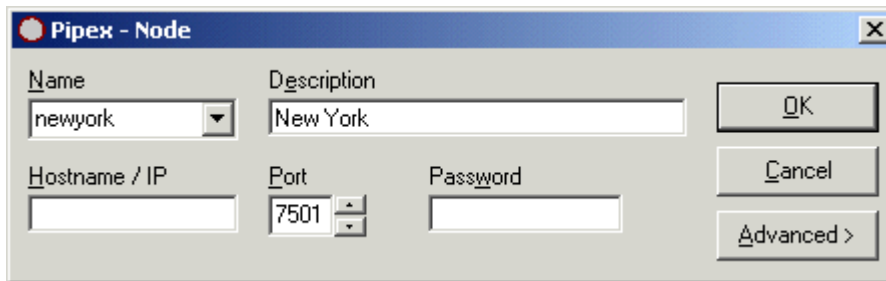 Pipex - Node
Name Description
newyork New York
OK
Hostname / IP Port Password
Cancel
7501
Advanced >